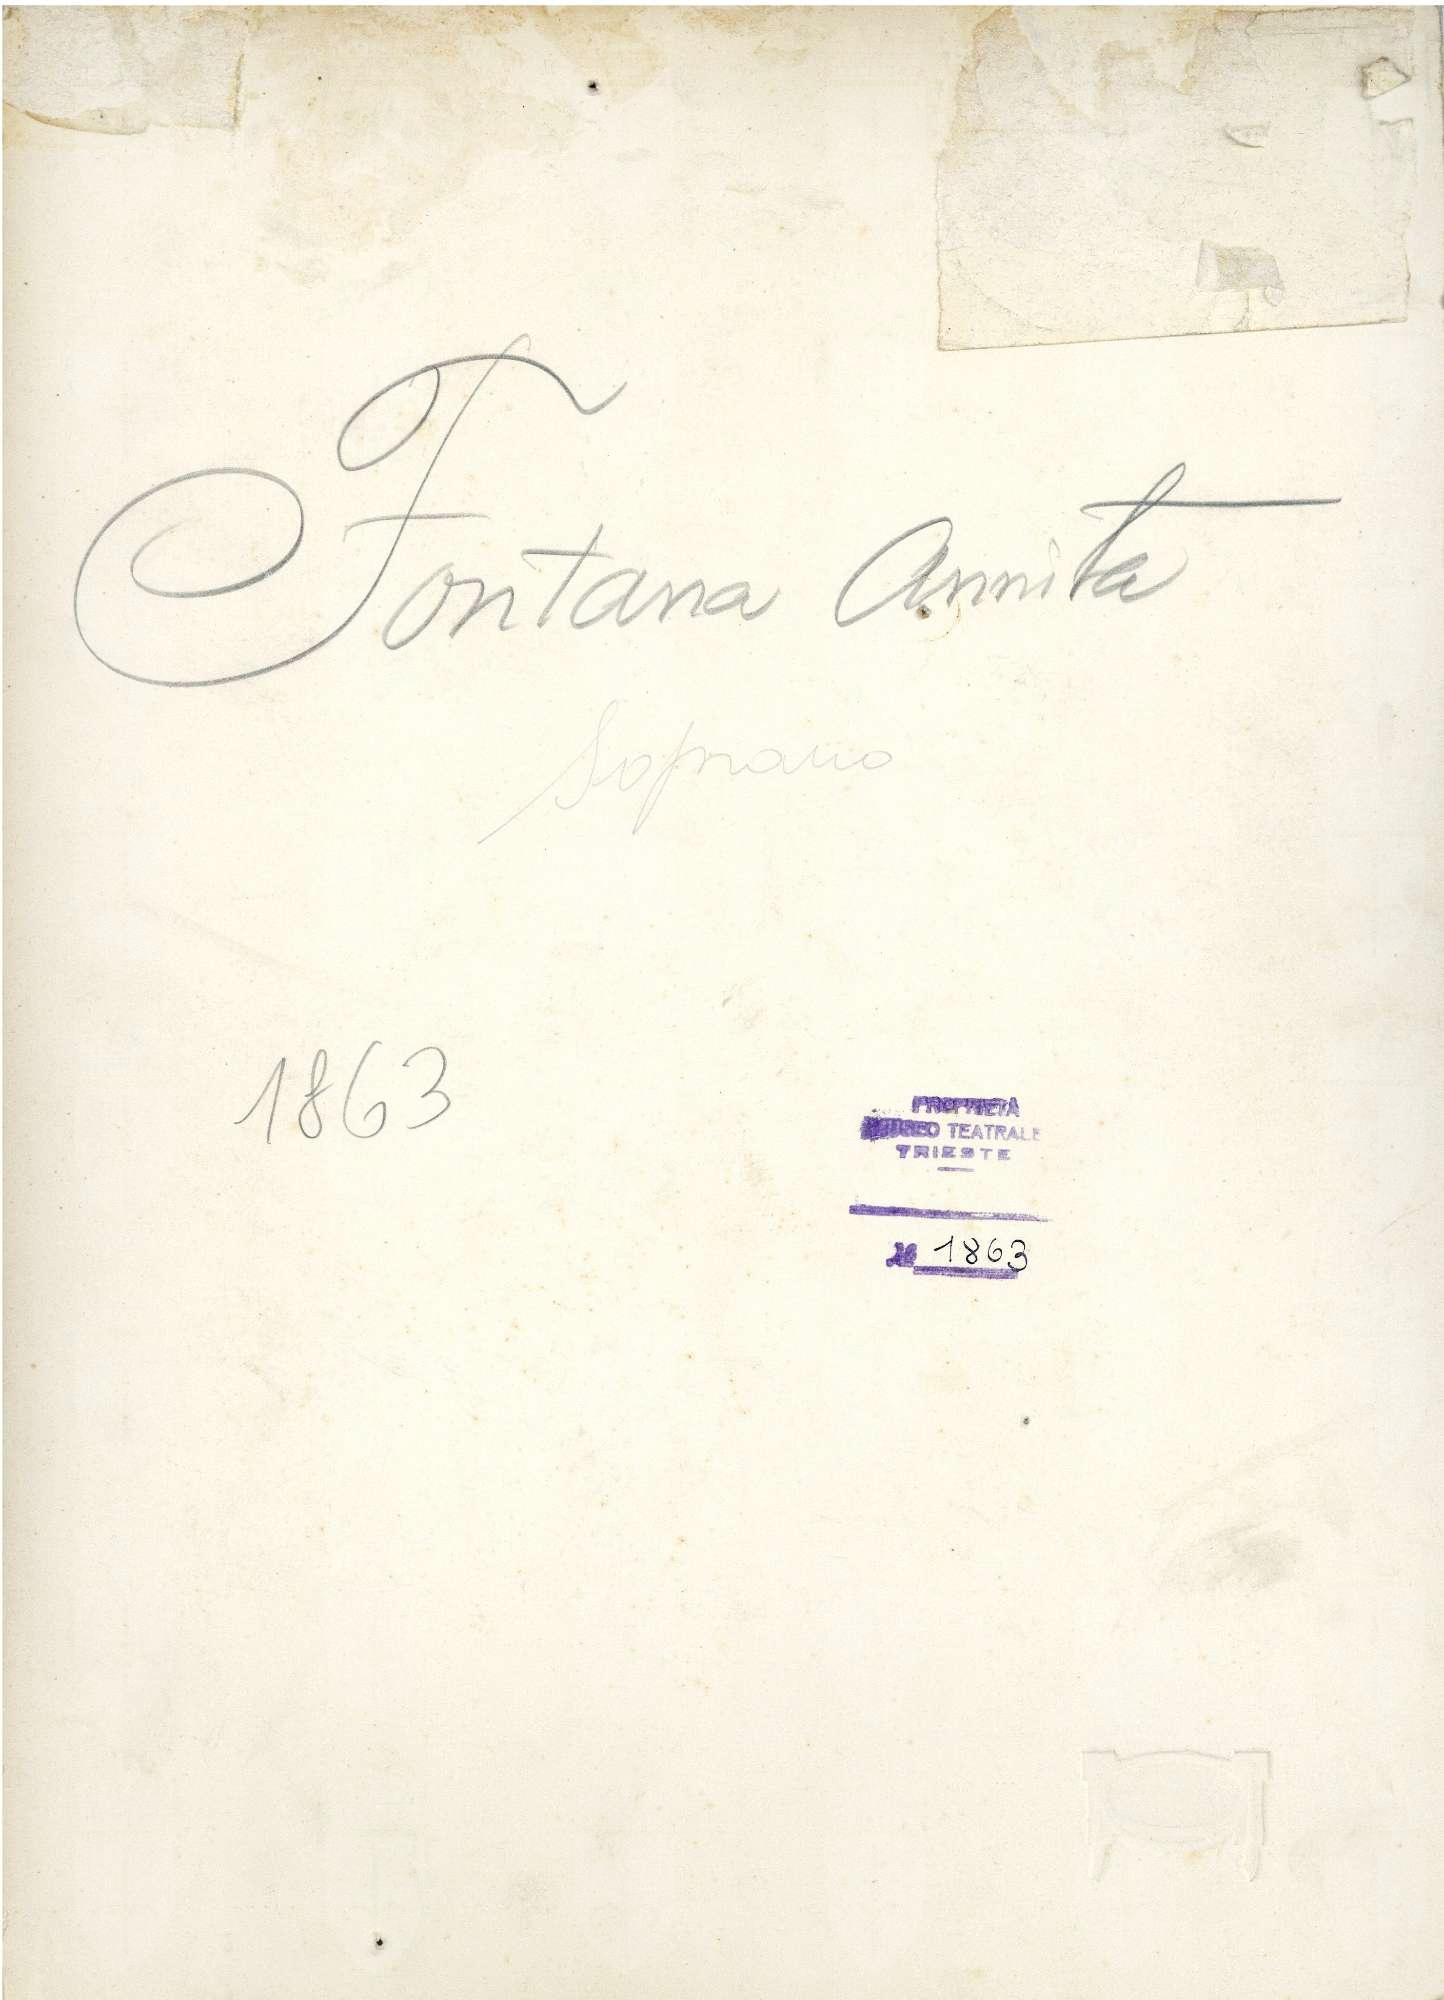 Fontana Annita
Soprano
1863
PROPRIETÀ
MUSEO TEATRALE
TRIESTE
№ 1863